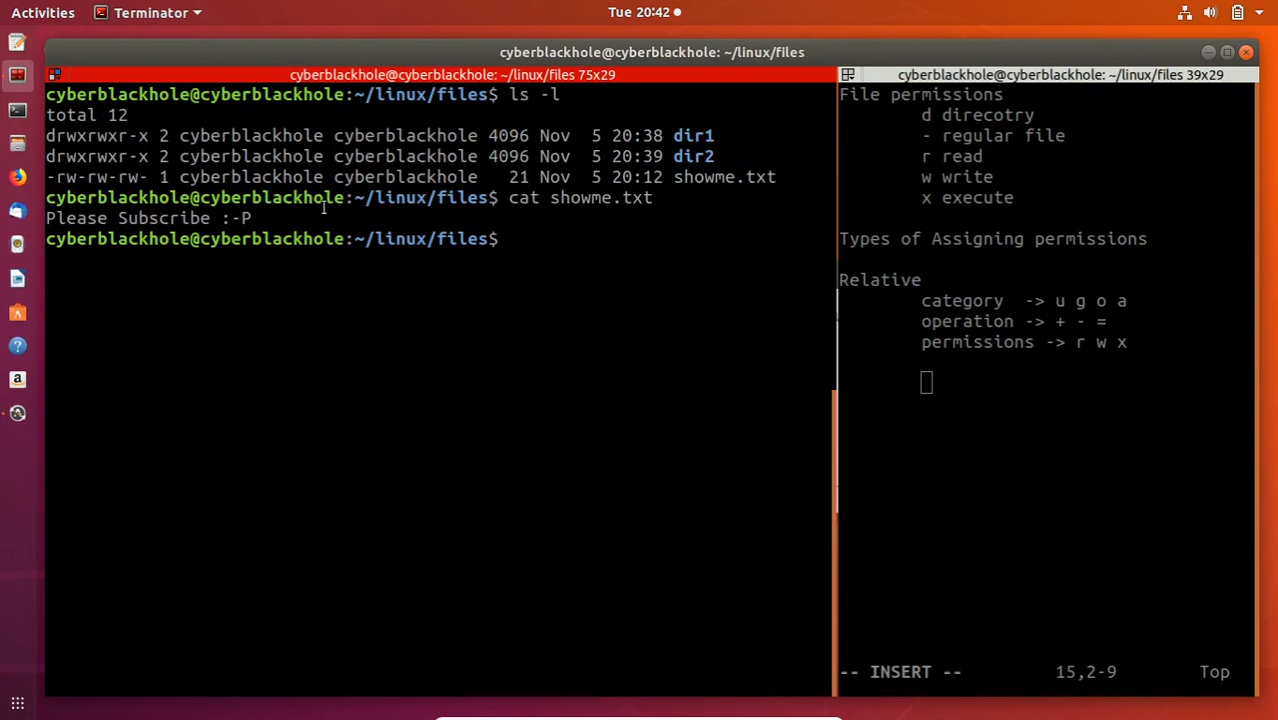 Activities Terminator Tue 20:42
cyberblackhole@cyberblackhole: ~/linux/files
cyberblackhole@cyberblackhole: ~/linux/files 75x29
cyberblackhole@cyberblackhole:~/linux/files$ ls -l
total 12
drwxrwxr-x 2 cyberblackhole cyberblackhole 4096 Nov  5 20:38 dir1
drwxrwxr-x 2 cyberblackhole cyberblackhole 4096 Nov  5 20:39 dir2
-rw-rw-rw- 1 cyberblackhole cyberblackhole   21 Nov  5 20:12 showme.txt
cyberblackhole@cyberblackhole:~/linux/files$ cat showme.txt
Please Subscribe :-P
cyberblackhole@cyberblackhole:~/linux/files$
cyberblackhole@cyberblackhole: ~/linux/files 39x29
File permissions
d direcotry
- regular file
r read
w write
x execute
Types of Assigning permissions
Relative
category  -> u g o a
operation -> + - =
permissions -> r w x
-- INSERT -- 15,2-9 Top